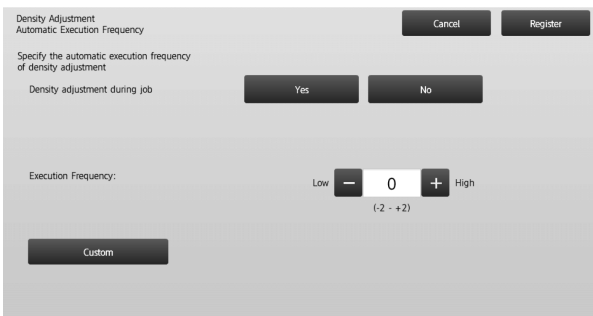 Density Adjustment
Automatic Execution Frequency
Cancel
Register
Specify the automatic execution frequency
of density adjustment
Density adjustment during job
Yes
No
Execution Frequency:
Low − 0 + High
(-2 - +2)
Custom